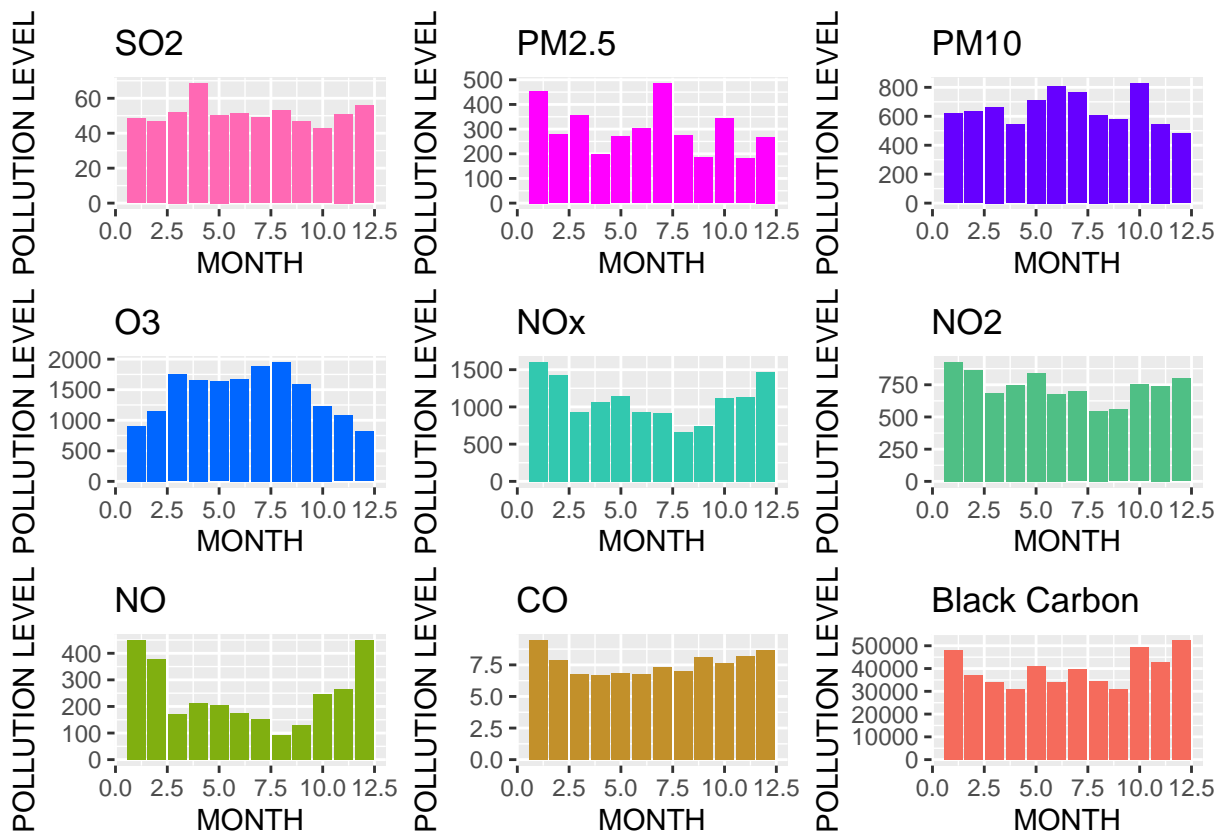 SO2
POLLUTION LEVEL
60
40
20
0
0.0 2.5 5.0 7.5 10.0 12.5
MONTH
PM2.5
POLLUTION LEVEL
500
400
300
200
100
0
0.0 2.5 5.0 7.5 10.0 12.5
MONTH
PM10
POLLUTION LEVEL
800
600
400
200
0
0.0 2.5 5.0 7.5 10.0 12.5
MONTH
O3
POLLUTION LEVEL
2000
1500
1000
500
0
0.0 2.5 5.0 7.5 10.0 12.5
MONTH
NOx
POLLUTION LEVEL
1500
1000
500
0
0.0 2.5 5.0 7.5 10.0 12.5
MONTH
NO2
POLLUTION LEVEL
750
500
250
0
0.0 2.5 5.0 7.5 10.0 12.5
MONTH
NO
POLLUTION LEVEL
400
300
200
100
0
0.0 2.5 5.0 7.5 10.0 12.5
MONTH
CO
POLLUTION LEVEL
7.5
5.0
2.5
0.0
0.0 2.5 5.0 7.5 10.0 12.5
MONTH
Black Carbon
POLLUTION LEVEL
50000
40000
30000
20000
10000
0
0.0 2.5 5.0 7.5 10.0 12.5
MONTH